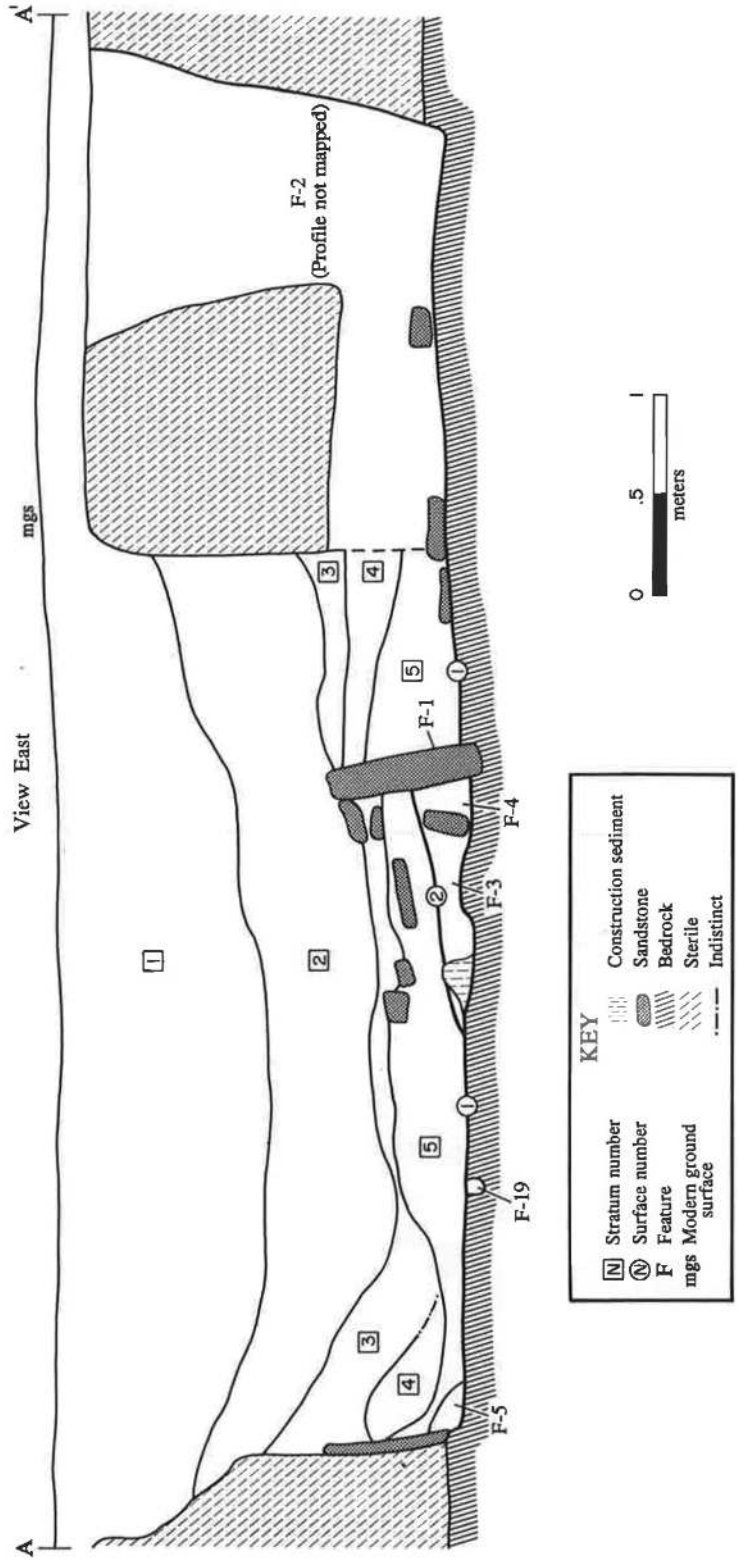 View East
A
A'
mgs
F-2
(Profile not mapped)
1
2
3
4
3
4
5
5
F-1
1
2
1
F-4
F-3
F-19
F-5
0 .5 1
meters
KEY
N Stratum number
N Surface number
F Feature
mgs Modern ground
surface
Construction sediment
Sandstone
Bedrock
Sterile
Indistinct